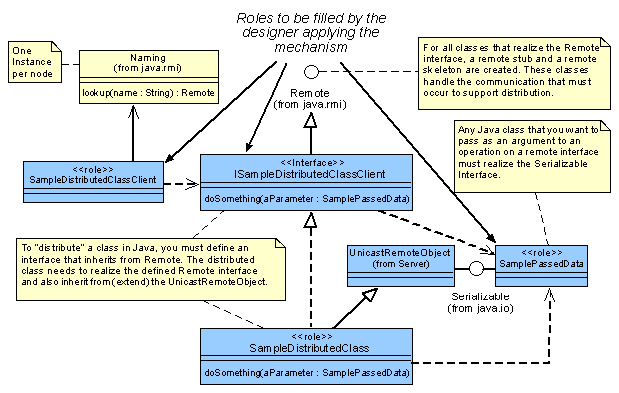 Roles to be filled by the
designer applying the
mechanism
One
Instance
per node
Naming
(from java.rmi)
lookup(name : String) : Remote
For all classes that realize the Remote
interface, a remote stub and a remote
skeleton are created. These classes
handle the communication that must
occur to support distribution.
Remote
(from java.rmi)
Any Java class that you want to
pass as an argument to an
operation on a remote interface
must realize the Serializable
Interface.
<<role>>
SampleDistributedClassClient
<<Interface>>
ISampleDistributedClassClient
doSomething(aParameter : SamplePassedData)
To "distribute" a class in Java, you must define an
interface that inherits from Remote. The distributed
class needs to realize the defined Remote interface
and also inherit from (extend) the UnicastRemoteObject.
UnicastRemoteObject
(from Server)
<<role>>
SamplePassedData
Serializable
(from java.io)
<<role>>
SampleDistributedClass
doSomething(aParameter : SamplePassedData)